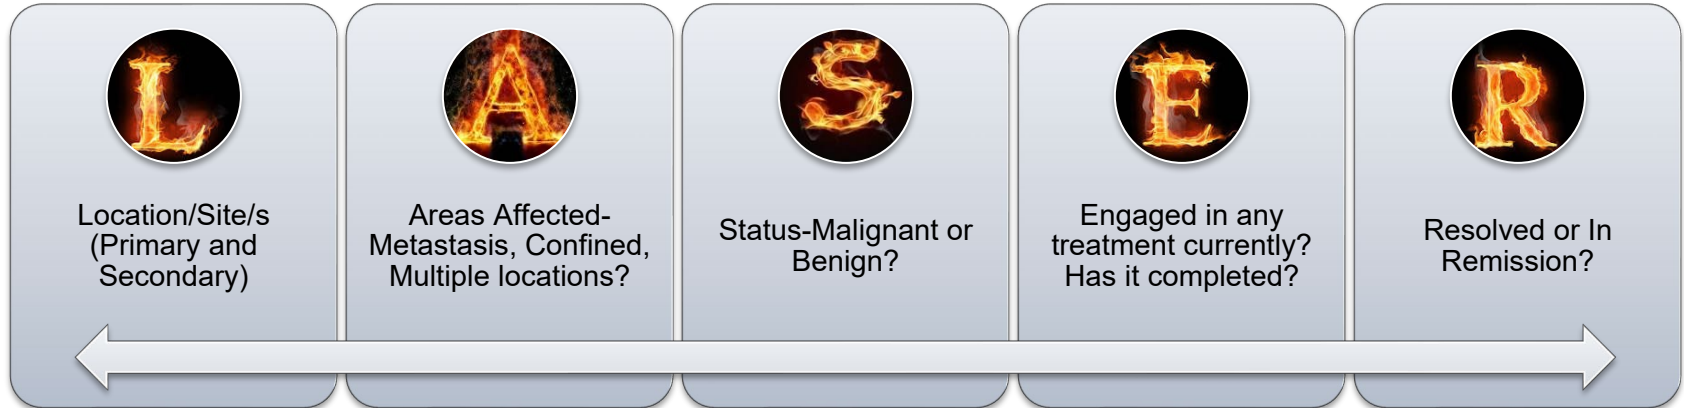 L
Location/Site/s
(Primary and
Secondary)
A
Areas Affected-
Metastasis, Confined,
Multiple locations?
S
Status-Malignant or
Benign?
E
Engaged in any
treatment currently?
Has it completed?
R
Resolved or In
Remission?